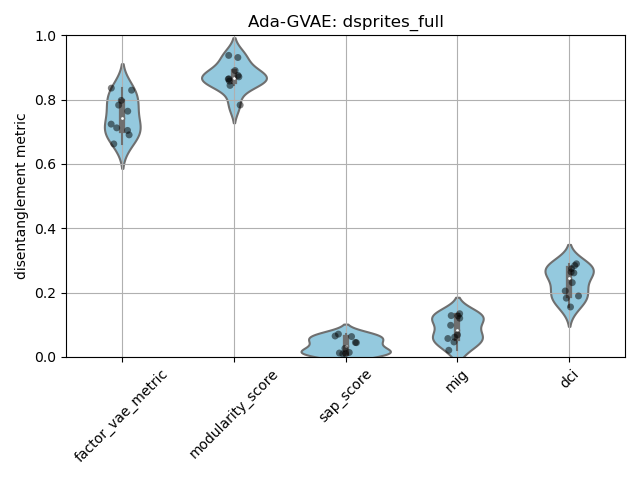 Ada-GVAE: dsprites_full
disentanglement metric
1.0
0.8
0.6
0.4
0.2
0.0
factor_vae_metric
modularity_score
sap_score
mig
dci